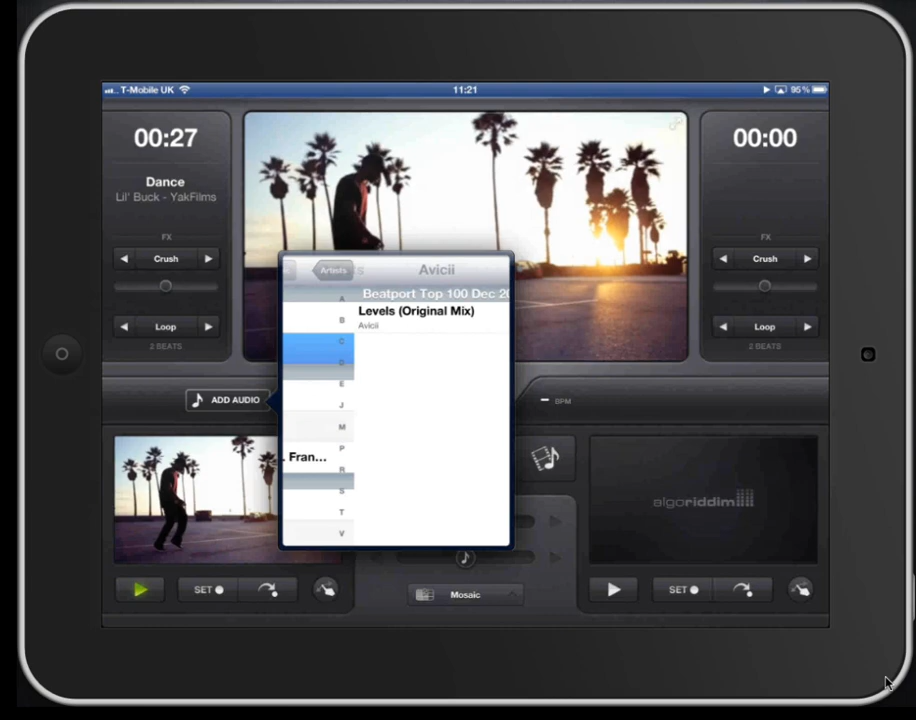 T-Mobile UK
11:21
95%
00:27
Dance
Lil' Buck - YakFilms
FX
Crush
Loop
2 BEATS
00:00
FX
Crush
Loop
2 BEATS
Artists
Avicii
Beatport Top 100 Dec 20
Levels (Original Mix)
Avicii
A
B
C
D
E
J
M
P
R
S
T
V
. Fran...
ADD AUDIO
BPM
algoriddim
SET
Mosaic
SET